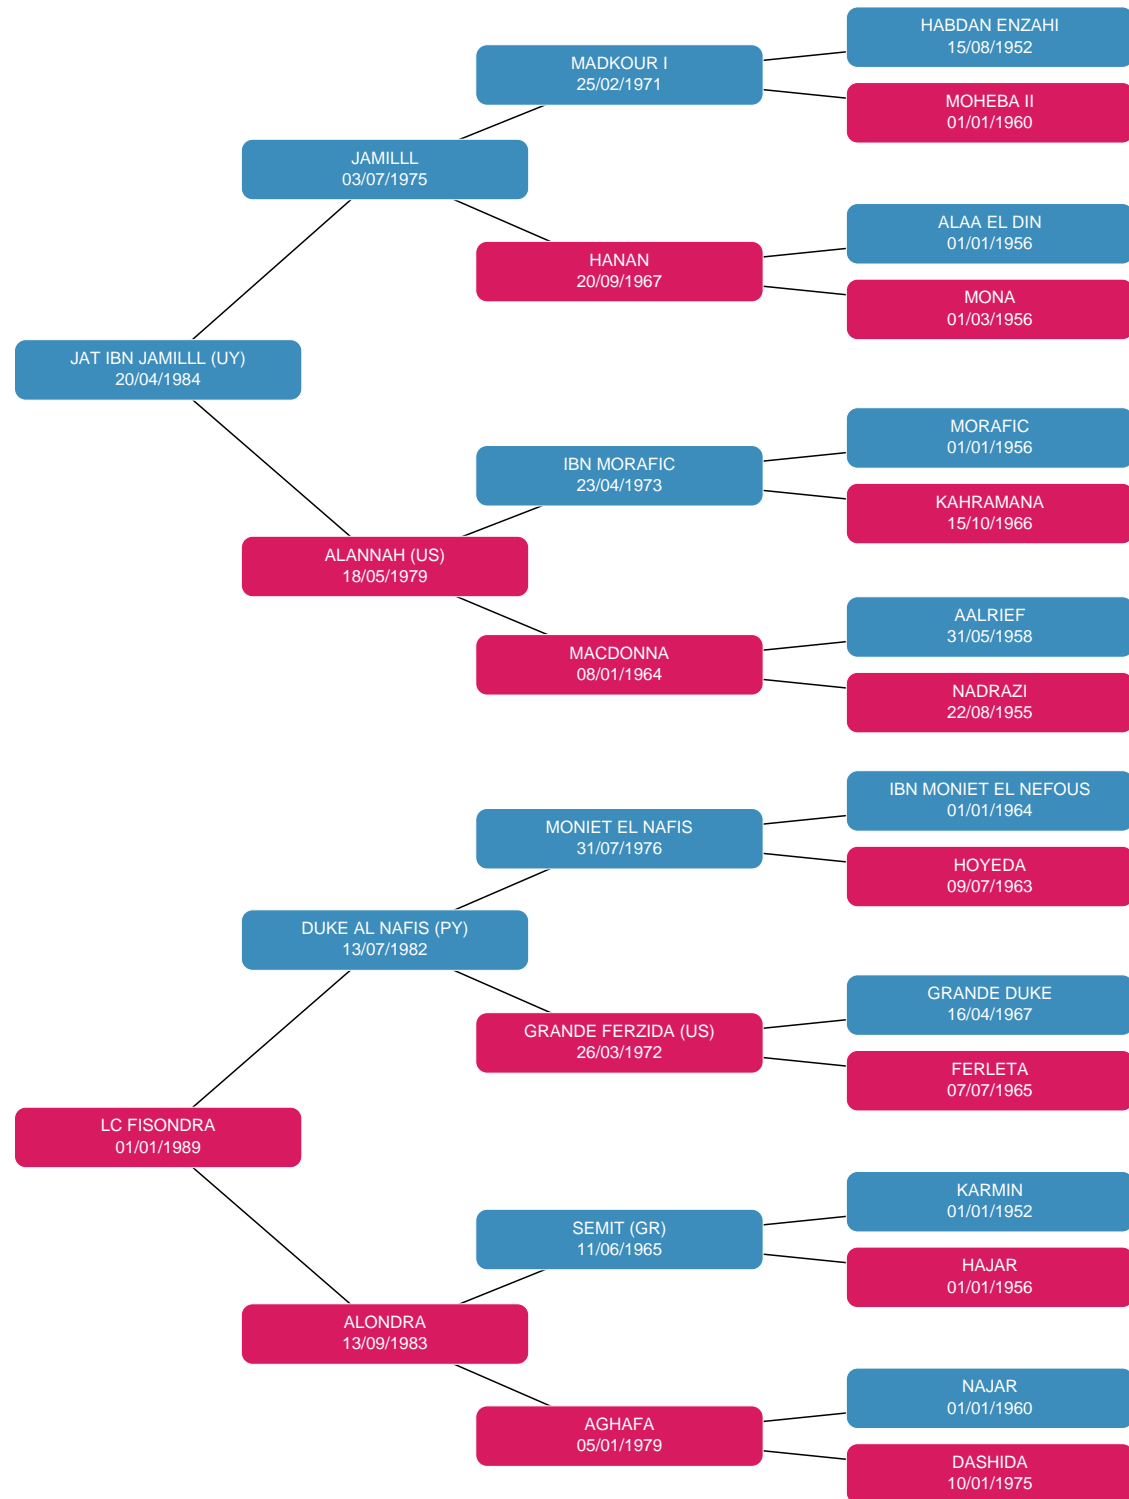 HABDAN ENZAHI
15/08/1952
MADKOUR I
25/02/1971
MOHEBA II
01/01/1960
JAMILLL
03/07/1975
ALAA EL DIN
01/01/1956
HANAN
20/09/1967
MONA
01/03/1956
JAT IBN JAMILLL (UY)
20/04/1984
MORAFIC
01/01/1956
IBN MORAFIC
23/04/1973
KAHRAMANA
15/10/1966
ALANNAH (US)
18/05/1979
AALRIEF
31/05/1958
MACDONNA
08/01/1964
NADRAZI
22/08/1955
IBN MONIET EL NEFOUS
01/01/1964
MONIET EL NAFIS
31/07/1976
HOYEDA
09/07/1963
DUKE AL NAFIS (PY)
13/07/1982
GRANDE DUKE
16/04/1967
GRANDE FERZIDA (US)
26/03/1972
FERLETA
07/07/1965
LC FISONDRA
01/01/1989
KARMIN
01/01/1952
SEMIT (GR)
11/06/1965
HAJAR
01/01/1956
ALONDRA
13/09/1983
NAJAR
01/01/1960
AGHAFA
05/01/1979
DASHIDA
10/01/1975